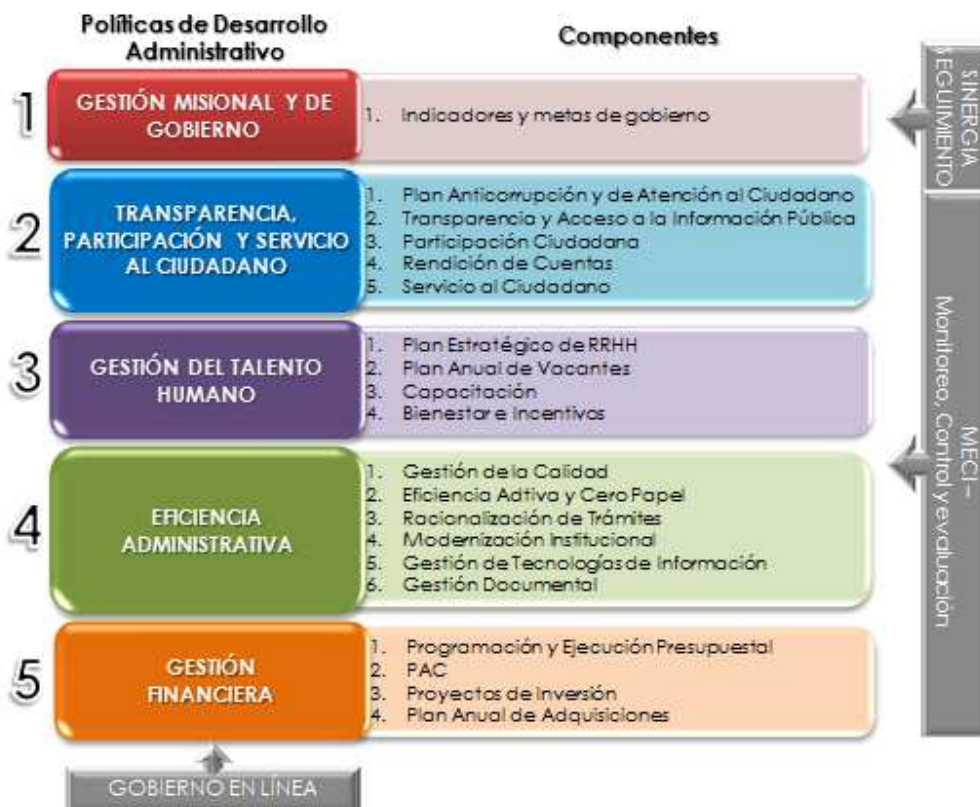 Políticas de Desarrollo
Administrativo
Componentes
1
GESTIÓN MISIONAL Y DE
GOBIERNO
1. Indicadores y metas de gobierno
2
TRANSPARENCIA,
PARTICIPACIÓN Y SERVICIO
AL CIUDADANO
1. Plan Anticorrupción y de Atención al Ciudadano
2. Transparencia y Acceso a la Información Pública
3. Participación Ciudadana
4. Rendición de Cuentas
5. Servicio al Ciudadano
3
GESTIÓN DEL TALENTO
HUMANO
1. Plan Estratégico de RRHH
2. Plan Anual de Vacantes
3. Capacitación
4. Bienestar e Incentivos
4
EFICIENCIA
ADMINISTRATIVA
1. Gestión de la Calidad
2. Eficiencia Adtiva y Cero Papel
3. Racionalización de Trámites
4. Modernización Institucional
5. Gestión de Tecnologías de Información
6. Gestión Documental
5
GESTIÓN
FINANCIERA
1. Programación y Ejecución Presupuestal
2. PAC
3. Proyectos de Inversión
4. Plan Anual de Adquisiciones
GOBIERNO EN LÍNEA
SINERGIA
SEGUIMIENTO
MECI –
Monitoreo, Control y evaluación